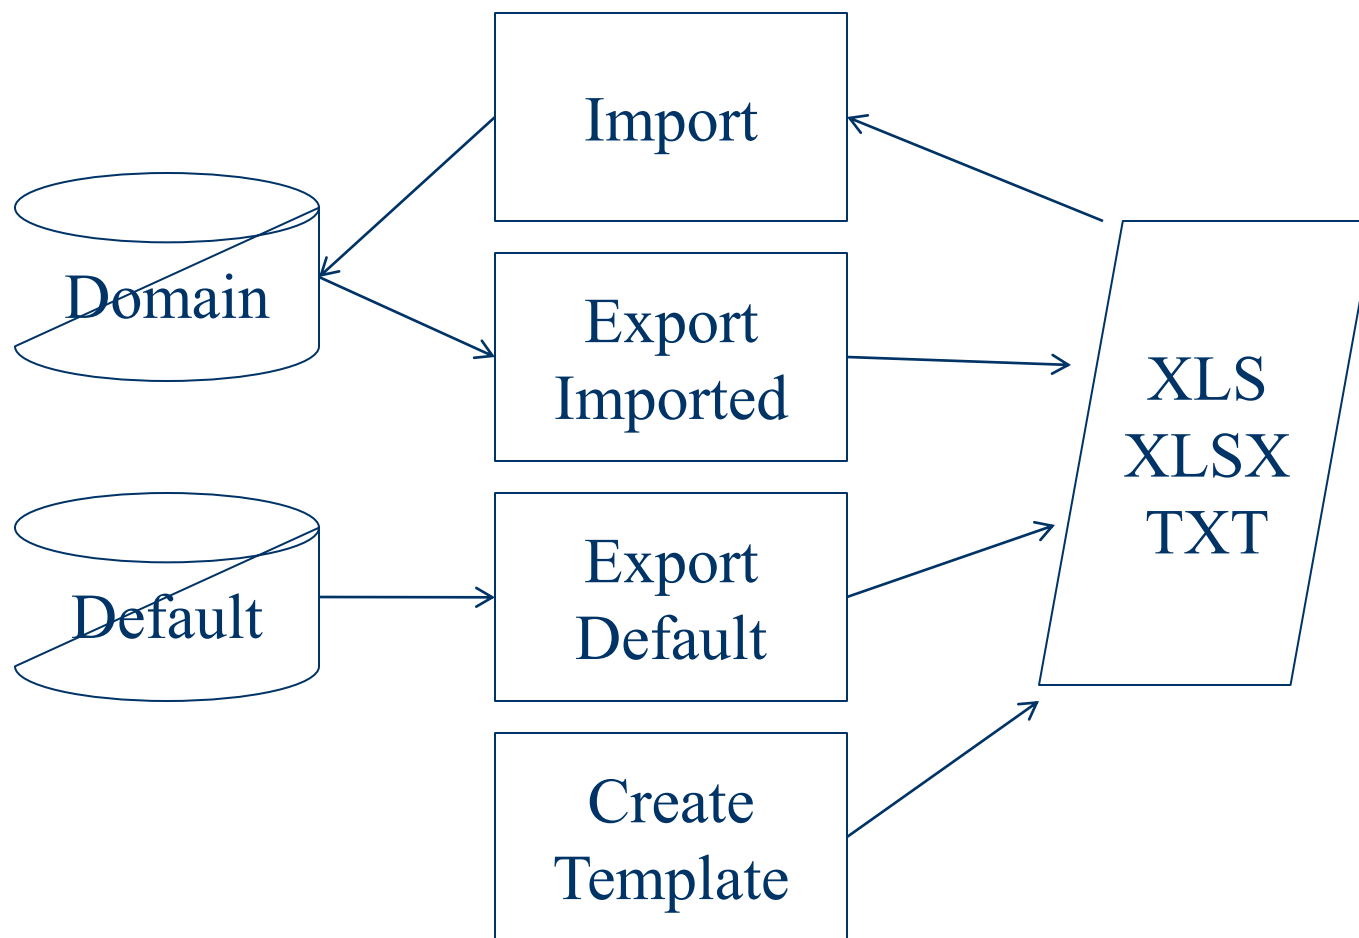 Import
Domain
Export
Imported
XLS
XLSX
TXT
Default
Export
Default
Create
Template